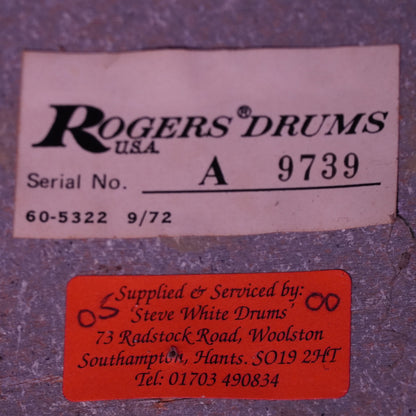 ROGERS® DRUMS
U.S.A.
Serial No. A 9739
60-5322 9/72
Supplied & Serviced by:
'Steve White Drums'
73 Radstock Road, Woolston
Southampton, Hants. SO19 2HT
Tel: 01703 490834